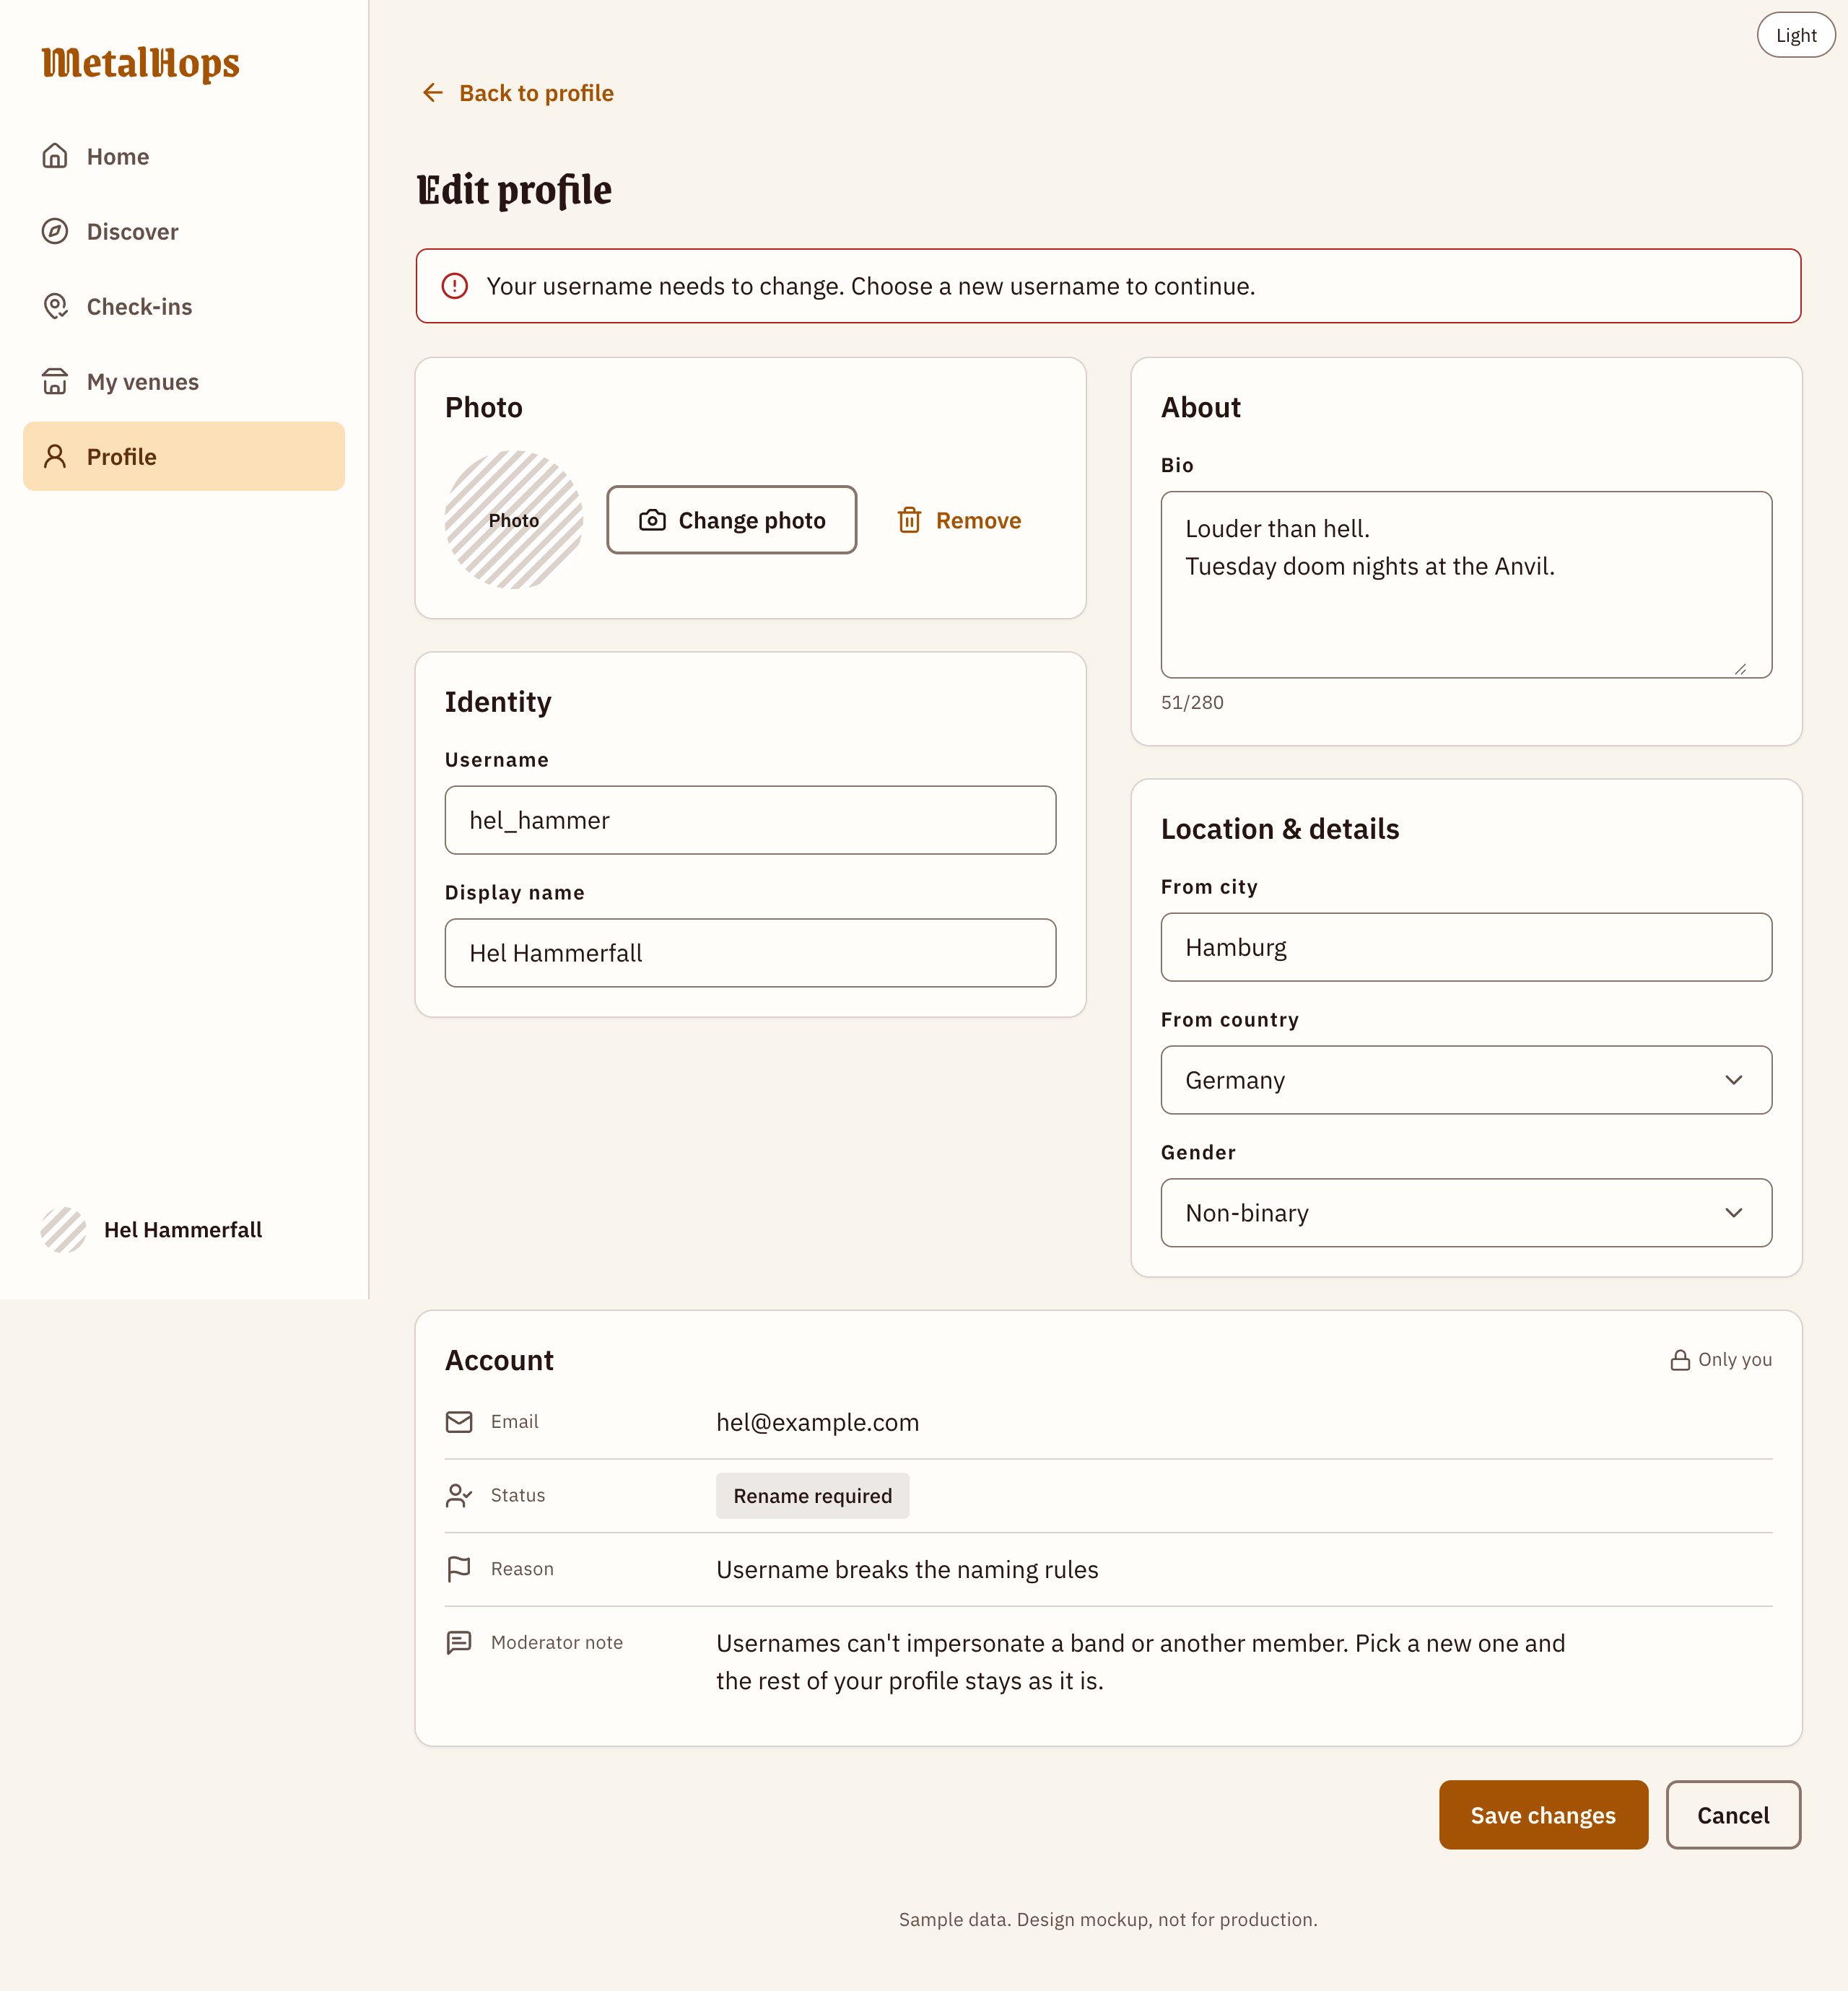 MetalHops
Home
Discover
Check-ins
My venues
Profile
Hel Hammerfall
Light
Back to profile
Edit profile
Your username needs to change. Choose a new username to continue.
Photo
Photo
Change photo
Remove
Identity
Username
hel_hammer
Display name
Hel Hammerfall
About
Bio
Louder than hell.
Tuesday doom nights at the Anvil.
51/280
Location & details
From city
Hamburg
From country
Germany
Gender
Non-binary
Account
Only you
Email
hel@example.com
Status
Rename required
Reason
Username breaks the naming rules
Moderator note
Usernames can't impersonate a band or another member. Pick a new one and
the rest of your profile stays as it is.
Save changes
Cancel
Sample data. Design mockup, not for production.